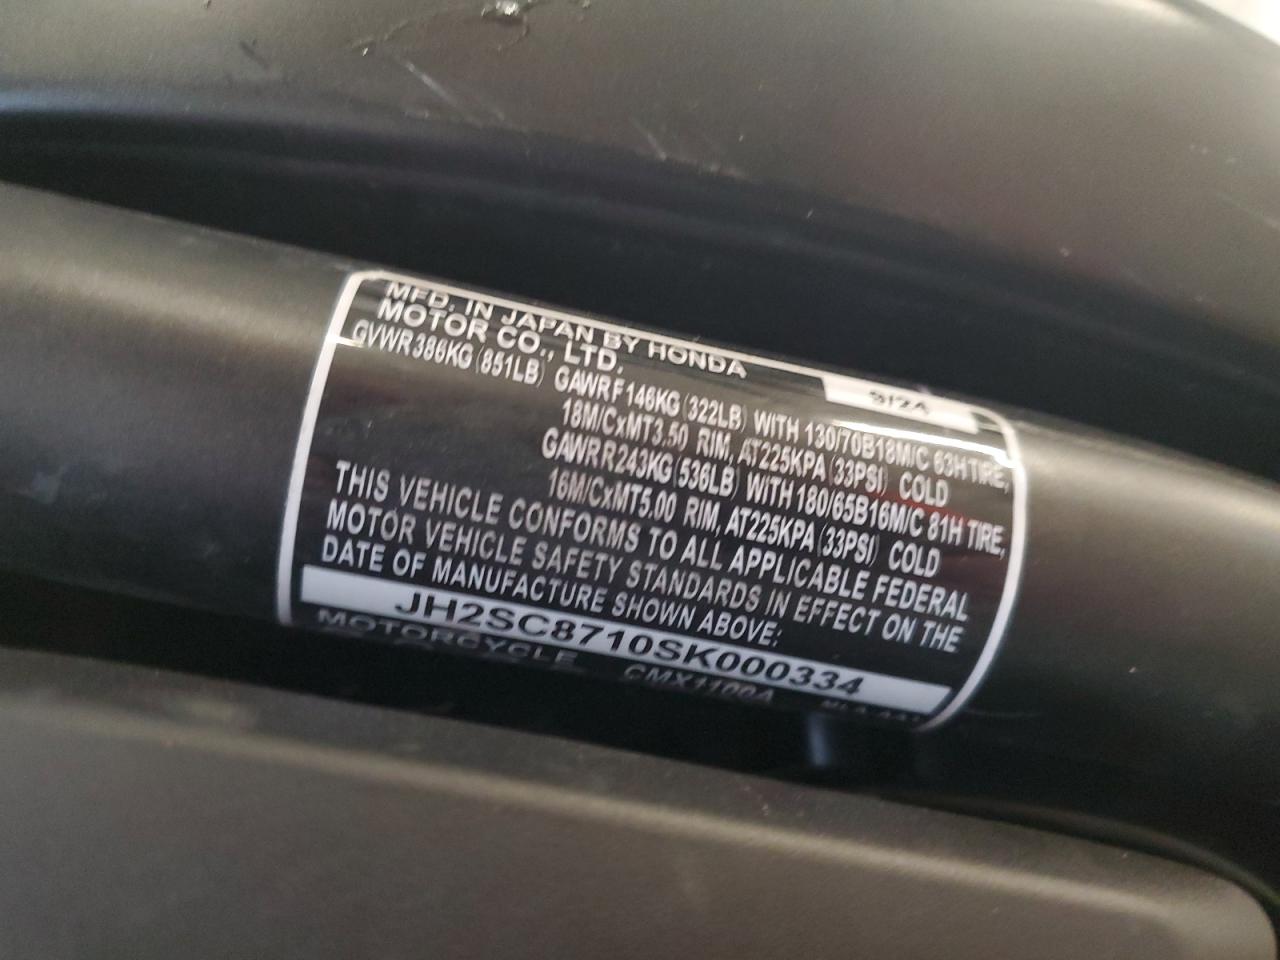 MFD. IN JAPAN BY HONDA
MOTOR CO., LTD. 9/24
GVWR386KG(851LB) GAWR F146KG(322LB) WITH 130/70B18M/C 63H TIRE,
18M/CxMT3.50 RIM, AT225KPA(33PSI) COLD
GAWR R243KG(536LB) WITH 180/65B16M/C 81H TIRE,
16M/CxMT5.00 RIM, AT225KPA(33PSI) COLD
THIS VEHICLE CONFORMS TO ALL APPLICABLE FEDERAL
MOTOR VEHICLE SAFETY STANDARDS IN EFFECT ON THE
DATE OF MANUFACTURE SHOWN ABOVE:
JH2SC8710SK000334
MOTORCYCLE CMX1100A